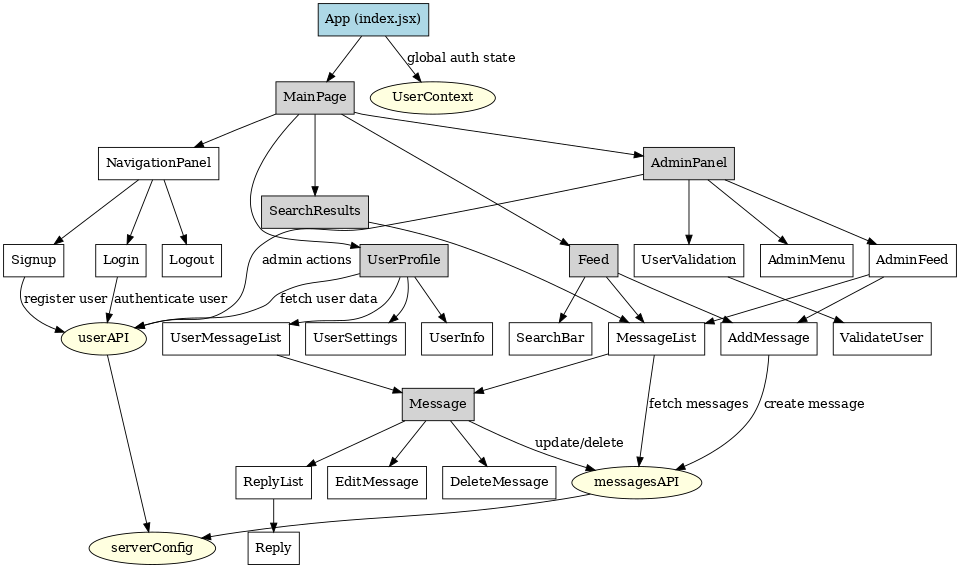 App (index.jsx)
global auth state
MainPage
UserContext
NavigationPanel
AdminPanel
SearchResults
Signup
Login
Logout
admin actions
UserProfile
Feed
UserValidation
AdminMenu
AdminFeed
register user
authenticate user
fetch user data
userAPI
UserMessageList
UserSettings
UserInfo
SearchBar
MessageList
AddMessage
ValidateUser
Message
fetch messages
create message
update/delete
ReplyList
EditMessage
DeleteMessage
messagesAPI
serverConfig
Reply